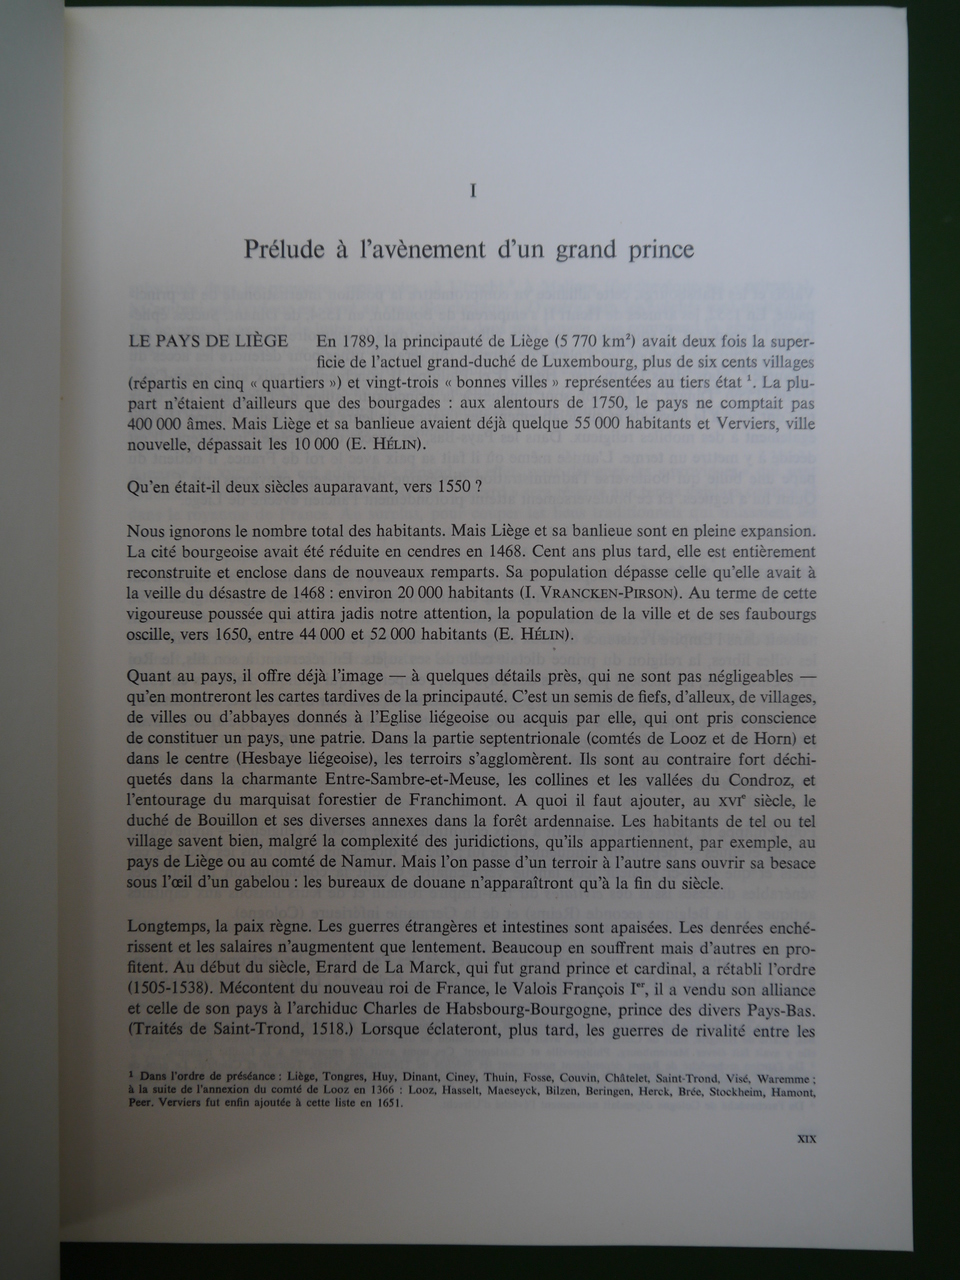 I
Prélude à l'avènement d'un grand prince
LE PAYS DE LIÈGE En 1789, la principauté de Liège (5 770 km²) avait deux fois la super-
ficie de l'actuel grand-duché de Luxembourg, plus de six cents villages
(répartis en cinq « quartiers ») et vingt-trois « bonnes villes » représentées au tiers état ¹. La plu-
part n'étaient d'ailleurs que des bourgades : aux alentours de 1750, le pays ne comptait pas
400 000 âmes. Mais Liège et sa banlieue avaient déjà quelque 55 000 habitants et Verviers, ville
nouvelle, dépassait les 10 000 (E. HÉLIN).
Qu'en était-il deux siècles auparavant, vers 1550 ?
Nous ignorons le nombre total des habitants. Mais Liège et sa banlieue sont en pleine expansion.
La cité bourgeoise avait été réduite en cendres en 1468. Cent ans plus tard, elle est entièrement
reconstruite et enclose dans de nouveaux remparts. Sa population dépasse celle qu'elle avait à
la veille du désastre de 1468 : environ 20 000 habitants (I. VRANCKEN-PIRSON). Au terme de cette
vigoureuse poussée qui attira jadis notre attention, la population de la ville et de ses faubourgs
oscille, vers 1650, entre 44 000 et 52 000 habitants (E. HÉLIN).
Quant au pays, il offre déjà l'image — à quelques détails près, qui ne sont pas négligeables —
qu'en montreront les cartes tardives de la principauté. C'est un semis de fiefs, d'alleux, de villages,
de villes ou d'abbayes donnés à l'Eglise liégeoise ou acquis par elle, qui ont pris conscience
de constituer un pays, une patrie. Dans la partie septentrionale (comtés de Looz et de Horn) et
dans le centre (Hesbaye liégeoise), les terroirs s'agglomèrent. Ils sont au contraire fort déchi-
quetés dans la charmante Entre-Sambre-et-Meuse, les collines et les vallées du Condroz, et
l'entourage du marquisat forestier de Franchimont. A quoi il faut ajouter, au XVIe siècle, le
duché de Bouillon et ses diverses annexes dans la forêt ardennaise. Les habitants de tel ou tel
village savent bien, malgré la complexité des juridictions, qu'ils appartiennent, par exemple, au
pays de Liège ou au comté de Namur. Mais l'on passe d'un terroir à l'autre sans ouvrir sa besace
sous l'œil d'un gabelou : les bureaux de douane n'apparaîtront qu'à la fin du siècle.
Longtemps, la paix règne. Les guerres étrangères et intestines sont apaisées. Les denrées enché-
rissent et les salaires n'augmentent que lentement. Beaucoup en souffrent mais d'autres en pro-
fitent. Au début du siècle, Erard de La Marck, qui fut grand prince et cardinal, a rétabli l'ordre
(1505-1538). Mécontent du nouveau roi de France, le Valois François Ier, il a vendu son alliance
et celle de son pays à l'archiduc Charles de Habsbourg-Bourgogne, prince des divers Pays-Bas.
(Traités de Saint-Trond, 1518.) Lorsque éclateront, plus tard, les guerres de rivalité entre les
¹ Dans l'ordre de préséance : Liège, Tongres, Huy, Dinant, Ciney, Thuin, Fosse, Couvin, Châtelet, Saint-Trond, Visé, Waremme ;
à la suite de l'annexion du comté de Looz en 1366 : Looz, Hasselt, Maeseyck, Bilzen, Beringen, Herck, Brée, Stockheim, Hamont,
Peer. Verviers fut enfin ajoutée à cette liste en 1651.
XIX